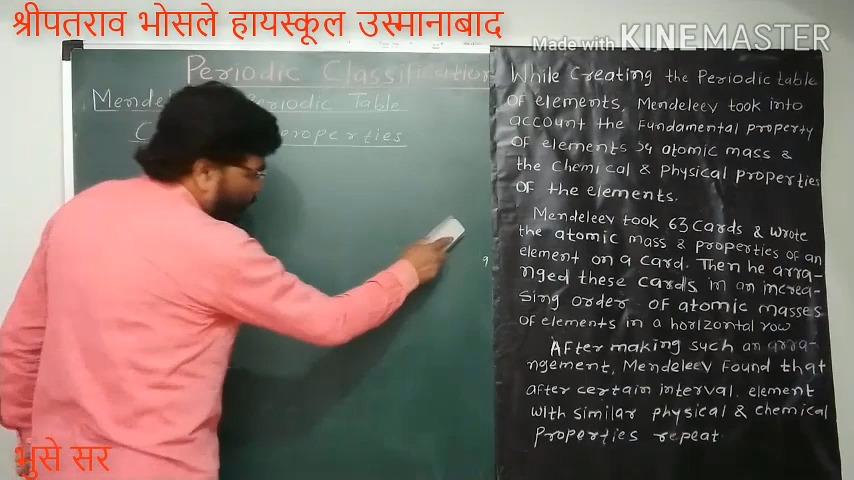 श्रीपतराव भोसले हायस्कूल उस्मानाबाद
Made with KINEMASTER
Periodic Classification
Mendel Periodic Table
C properties
While Creating the Periodic table
of elements, Mendeleev took into
account the Fundamental property
of elements ie atomic mass &
the Chemical & physical properties
of the elements.
Mendeleev took 63 Cards & wrote
the atomic mass & properties of an
element on a card. Then he arra-
nged these cards in an increa-
sing order of atomic masses
of elements in a horizontal row
After making such an arra-
ngement, Mendeleev found that
after certain interval. element
with similar physical & chemical
properties repeat.
भुसे सर